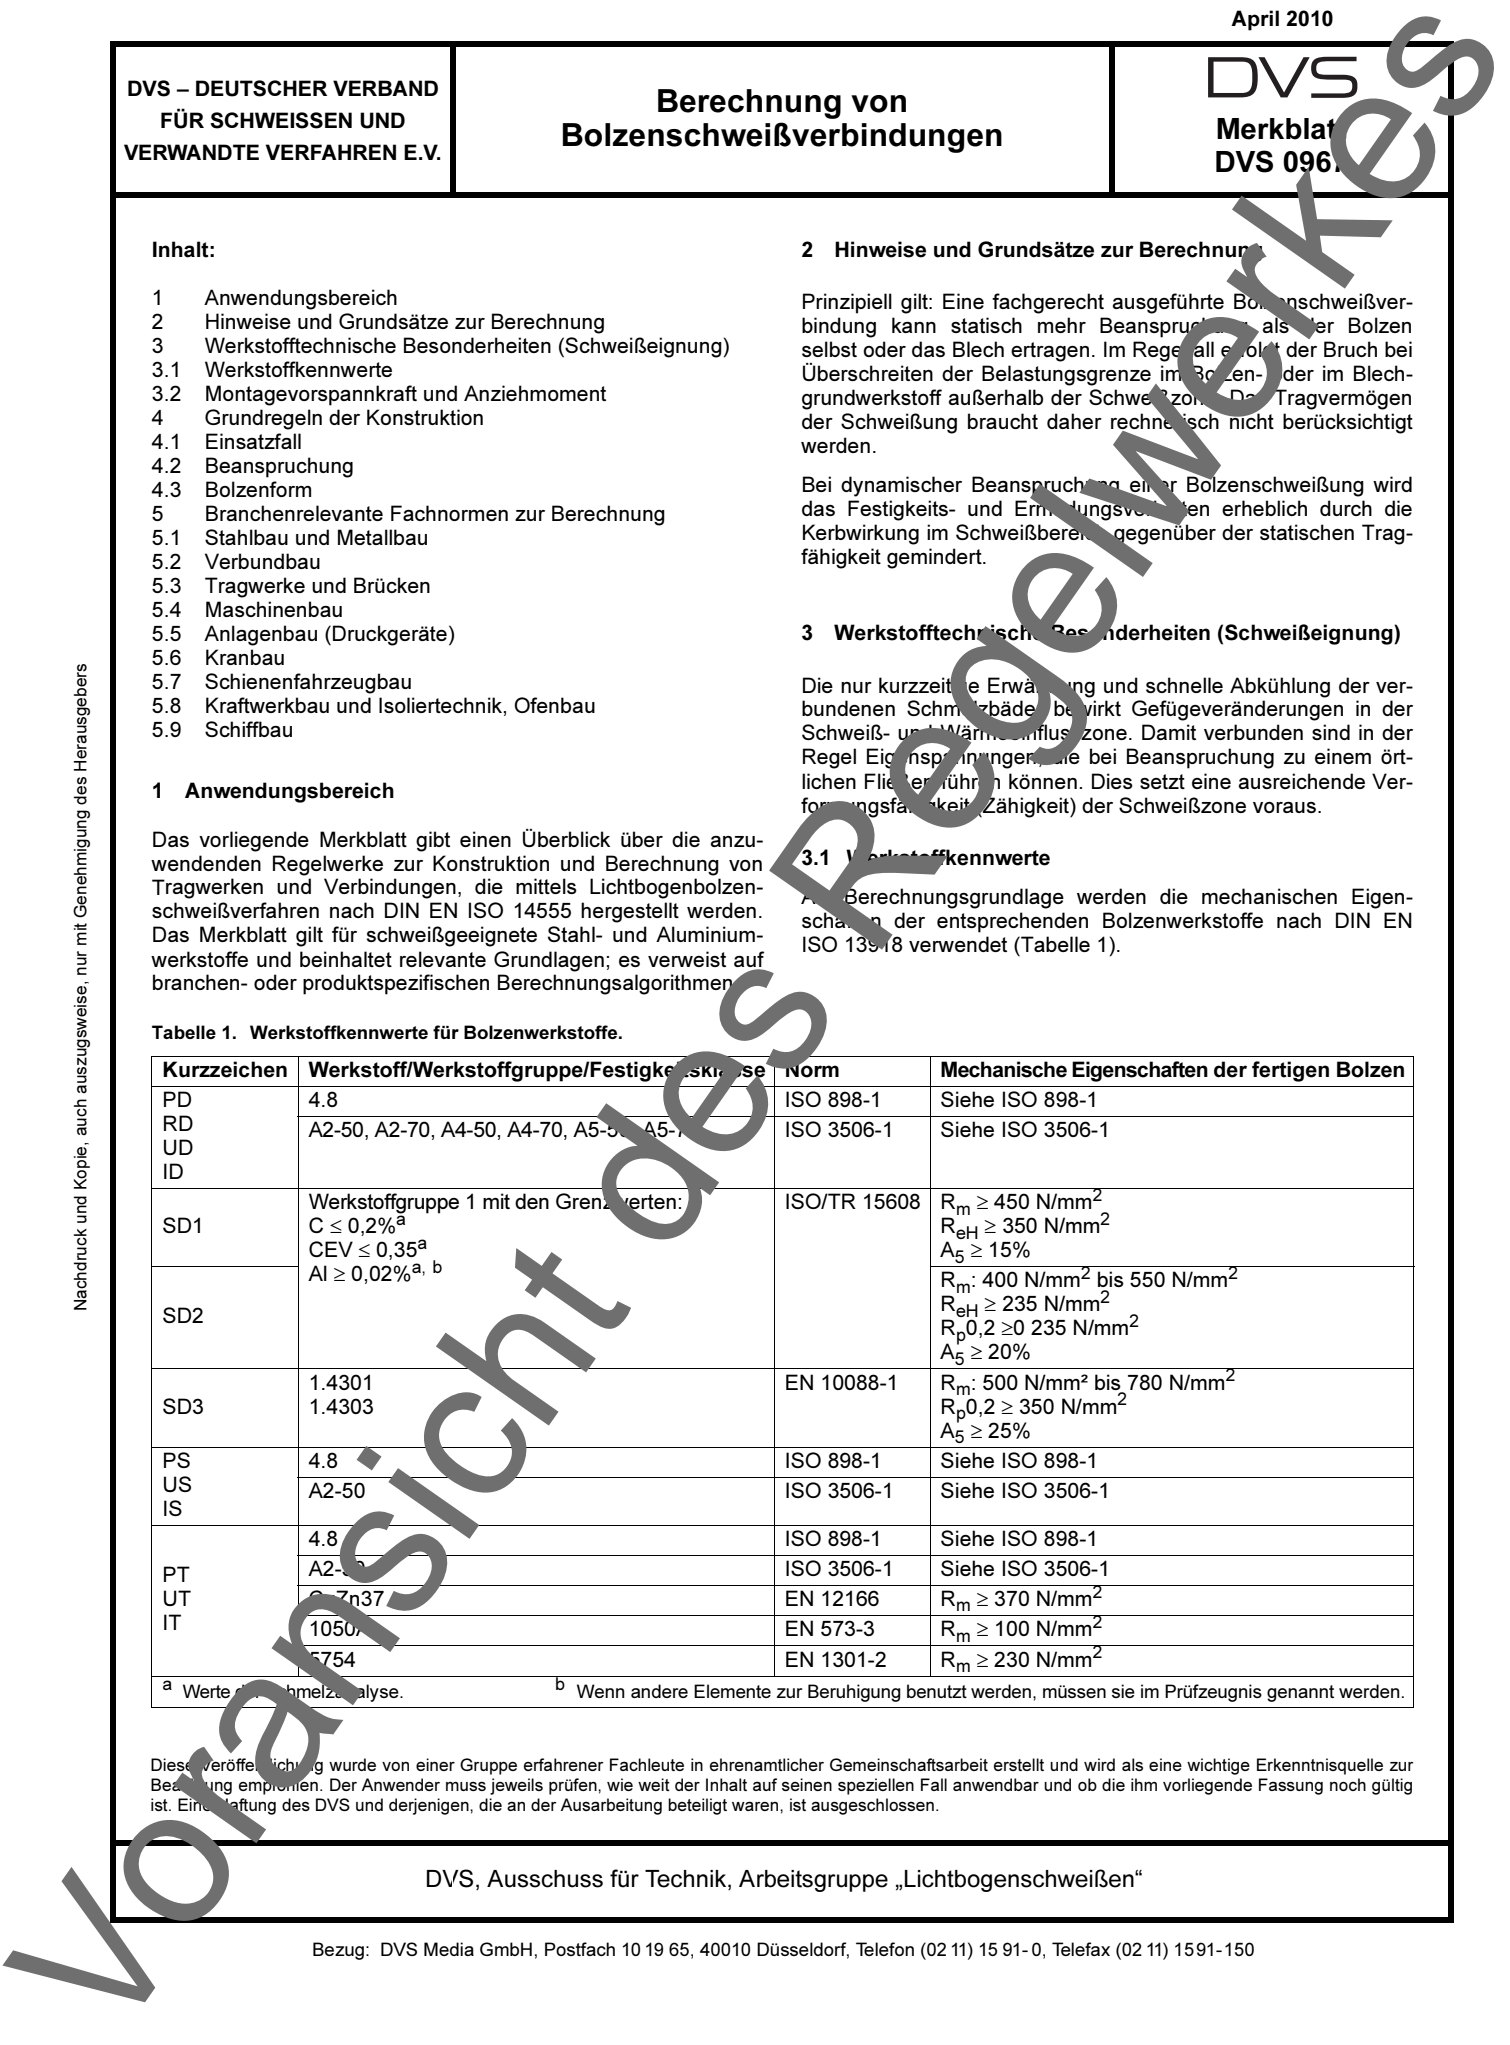 April 2010
DVS – DEUTSCHER VERBAND
FÜR SCHWEISSEN UND
VERWANDTE VERFAHREN E.V.
Berechnung von
Bolzenschweißverbindungen
DVS
Merkblatt
DVS 0967
Inhalt:
1 Anwendungsbereich
2 Hinweise und Grundsätze zur Berechnung
3 Werkstofftechnische Besonderheiten (Schweißeignung)
3.1 Werkstoffkennwerte
3.2 Montagevorspannkraft und Anziehmoment
4 Grundregeln der Konstruktion
4.1 Einsatzfall
4.2 Beanspruchung
4.3 Bolzenform
5 Branchenrelevante Fachnormen zur Berechnung
5.1 Stahlbau und Metallbau
5.2 Verbundbau
5.3 Tragwerke und Brücken
5.4 Maschinenbau
5.5 Anlagenbau (Druckgeräte)
5.6 Kranbau
5.7 Schienenfahrzeugbau
5.8 Kraftwerkbau und Isoliertechnik, Ofenbau
5.9 Schiffbau
1 Anwendungsbereich
Das vorliegende Merkblatt gibt einen Überblick über die anzu-
wendenden Regelwerke zur Konstruktion und Berechnung von
Tragwerken und Verbindungen, die mittels Lichtbogenbolzen-
schweißverfahren nach DIN EN ISO 14555 hergestellt werden.
Das Merkblatt gilt für schweißgeeignete Stahl- und Aluminium-
werkstoffe und beinhaltet relevante Grundlagen; es verweist auf
branchen- oder produktspezifischen Berechnungsalgorithmen
2 Hinweise und Grundsätze zur Berechnung
Prinzipiell gilt: Eine fachgerecht ausgeführte Bolzenschweißver-
bindung kann statisch mehr Beanspruchung als der Bolzen
selbst oder das Blech ertragen. Im Regelfall erfolgt der Bruch bei
Überschreiten der Belastungsgrenze im Bolzen- oder im Blech-
grundwerkstoff außerhalb der Schweißzone. Das Tragvermögen
der Schweißung braucht daher rechnerisch nicht berücksichtigt
werden.
Bei dynamischer Beanspruchung einer Bolzenschweißung wird
das Festigkeits- und Ermüdungsverhalten erheblich durch die
Kerbwirkung im Schweißbereich gegenüber der statischen Trag-
fähigkeit gemindert.
3 Werkstofftechnische Besonderheiten (Schweißeignung)
Die nur kurzzeitige Erwärmung und schnelle Abkühlung der ver-
bundenen Schmelzbäder bewirkt Gefügeveränderungen in der
Schweiß- und Wärmeeinflusszone. Damit verbunden sind in der
Regel Eigenspannungen, die bei Beanspruchung zu einem ört-
lichen Fließen führen können. Dies setzt eine ausreichende Ver-
formungsfähigkeit (Zähigkeit) der Schweißzone voraus.
3.1 Werkstoffkennwerte
Als Berechnungsgrundlage werden die mechanischen Eigen-
schaften der entsprechenden Bolzenwerkstoffe nach DIN EN
ISO 13918 verwendet (Tabelle 1).
Tabelle 1. Werkstoffkennwerte für Bolzenwerkstoffe.
Kurzzeichen Werkstoff/Werkstoffgruppe/Festigkeitsklasse Norm Mechanische Eigenschaften der fertigen Bolzen
PD 4.8 ISO 898-1 Siehe ISO 898-1
RD A2-50, A2-70, A4-50, A4-70, A5-50, A5-70 ISO 3506-1 Siehe ISO 3506-1
UD
ID
Werkstoffgruppe 1 mit den Grenzwerten: ISO/TR 15608 Rm ≥ 450 N/mm²
SD1 C ≤ 0,2%ᵃ ReH ≥ 350 N/mm²
CEV ≤ 0,35ᵃ A5 ≥ 15%
Al ≥ 0,02%ᵃ, ᵇ Rm: 400 N/mm² bis 550 N/mm²
SD2 ReH ≥ 235 N/mm²
Rp0,2 ≥0 235 N/mm²
A5 ≥ 20%
1.4301 EN 10088-1 Rm: 500 N/mm² bis 780 N/mm²
SD3 1.4303 Rp0,2 ≥ 350 N/mm²
A5 ≥ 25%
PS 4.8 ISO 898-1 Siehe ISO 898-1
US A2-50 ISO 3506-1 Siehe ISO 3506-1
IS
4.8 ISO 898-1 Siehe ISO 898-1
PT A2-50 ISO 3506-1 Siehe ISO 3506-1
UT CuZn37 EN 12166 Rm ≥ 370 N/mm²
IT 1050A EN 573-3 Rm ≥ 100 N/mm²
5754 EN 1301-2 Rm ≥ 230 N/mm²
a Werte der Schmelzanalyse. b Wenn andere Elemente zur Beruhigung benutzt werden, müssen sie im Prüfzeugnis genannt werden.
Diese Veröffentlichung wurde von einer Gruppe erfahrener Fachleute in ehrenamtlicher Gemeinschaftsarbeit erstellt und wird als eine wichtige Erkenntnisquelle zur
Beachtung empfohlen. Der Anwender muss jeweils prüfen, wie weit der Inhalt auf seinen speziellen Fall anwendbar und ob die ihm vorliegende Fassung noch gültig
ist. Eine Haftung des DVS und derjenigen, die an der Ausarbeitung beteiligt waren, ist ausgeschlossen.
DVS, Ausschuss für Technik, Arbeitsgruppe „Lichtbogenschweißen“
Bezug: DVS Media GmbH, Postfach 10 19 65, 40010 Düsseldorf, Telefon (02 11) 15 91- 0, Telefax (02 11) 15 91- 150
Nachdruck und Kopie, auch auszugsweise, nur mit Genehmigung des Herausgebers
Voransicht des Regelwerkes